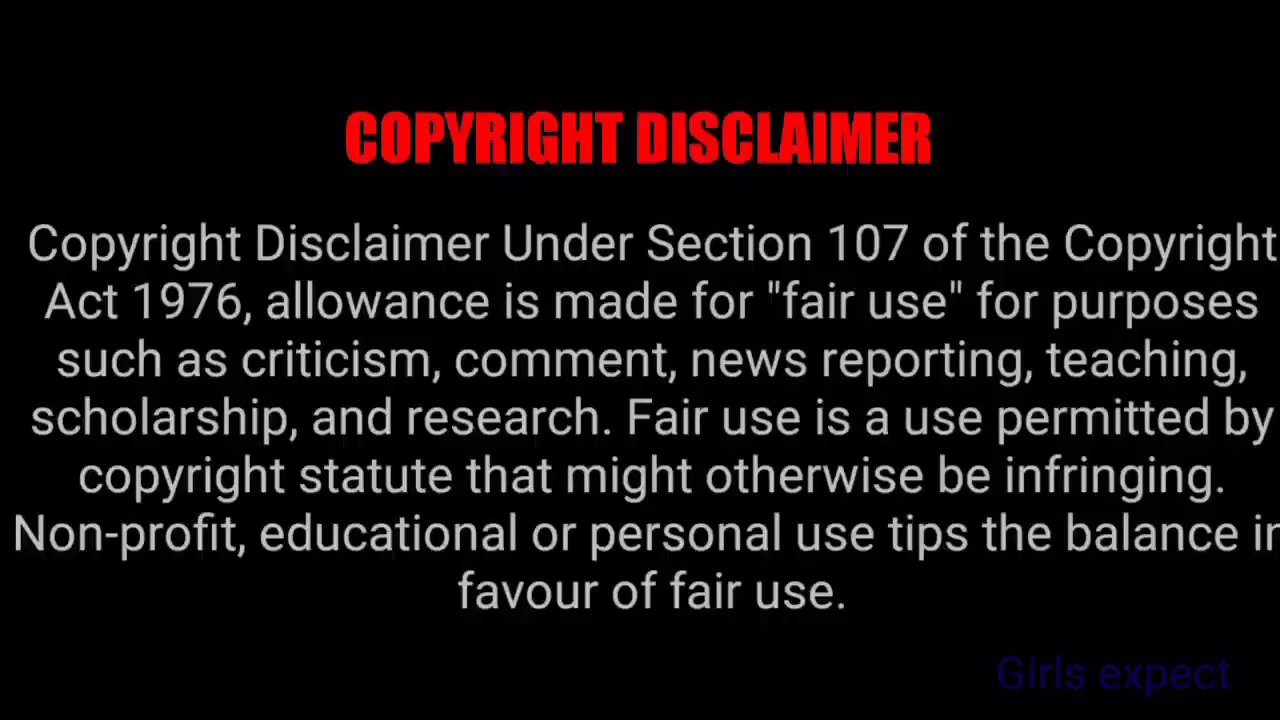 COPYRIGHT DISCLAIMER
Copyright Disclaimer Under Section 107 of the Copyright
Act 1976, allowance is made for "fair use" for purposes
such as criticism, comment, news reporting, teaching,
scholarship, and research. Fair use is a use permitted by
copyright statute that might otherwise be infringing.
Non-profit, educational or personal use tips the balance in
favour of fair use.
Girls expect